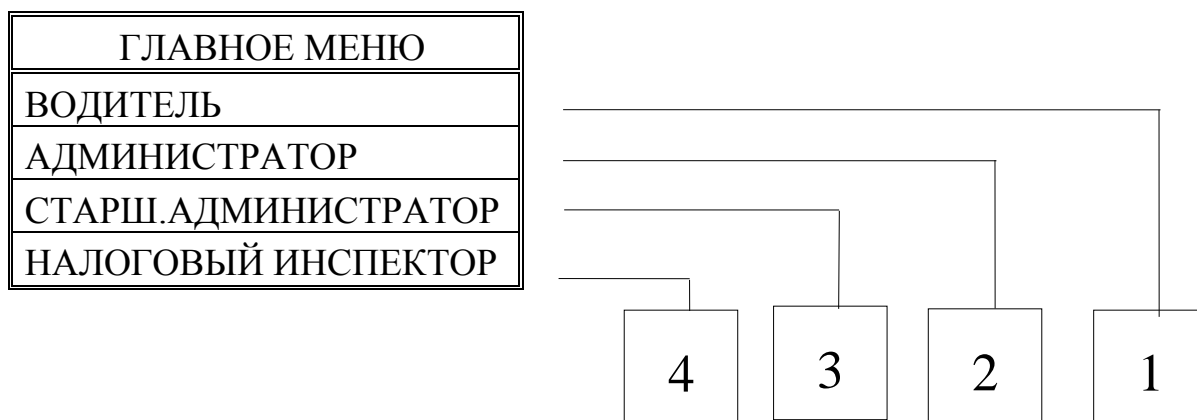 ГЛАВНОЕ МЕНЮ
ВОДИТЕЛЬ
АДМИНИСТРАТОР
СТАРШ.АДМИНИСТРАТОР
НАЛОГОВЫЙ ИНСПЕКТОР
4 3 2 1